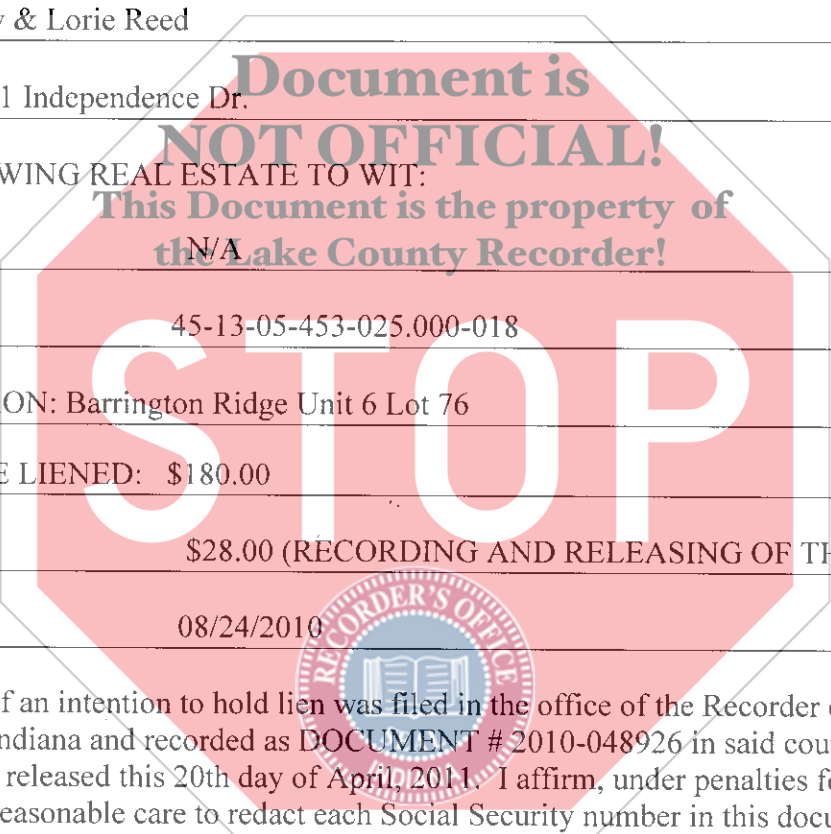 & Lorie Reed
Document is
1 Independence Dr.
NOT OFFICIAL!
WING REAL ESTATE TO WIT:
This Document is the property of
N/A
the Lake County Recorder!
45-13-05-453-025.000-018
STOP
ON: Barrington Ridge Unit 6 Lot 76
E LIENED: $180.00
$28.00 (RECORDING AND RELEASING OF TH
RECORDER'S OFFICE
08/24/2010
f an intention to hold lien was filed in the office of the Recorder
ndiana and recorded as DOCUMENT # 2010-048926 in said cou
INDIANA
released this 20th day of April, 2011. I affirm, under penalties fo
easonable care to redact each Social Security number in this docu